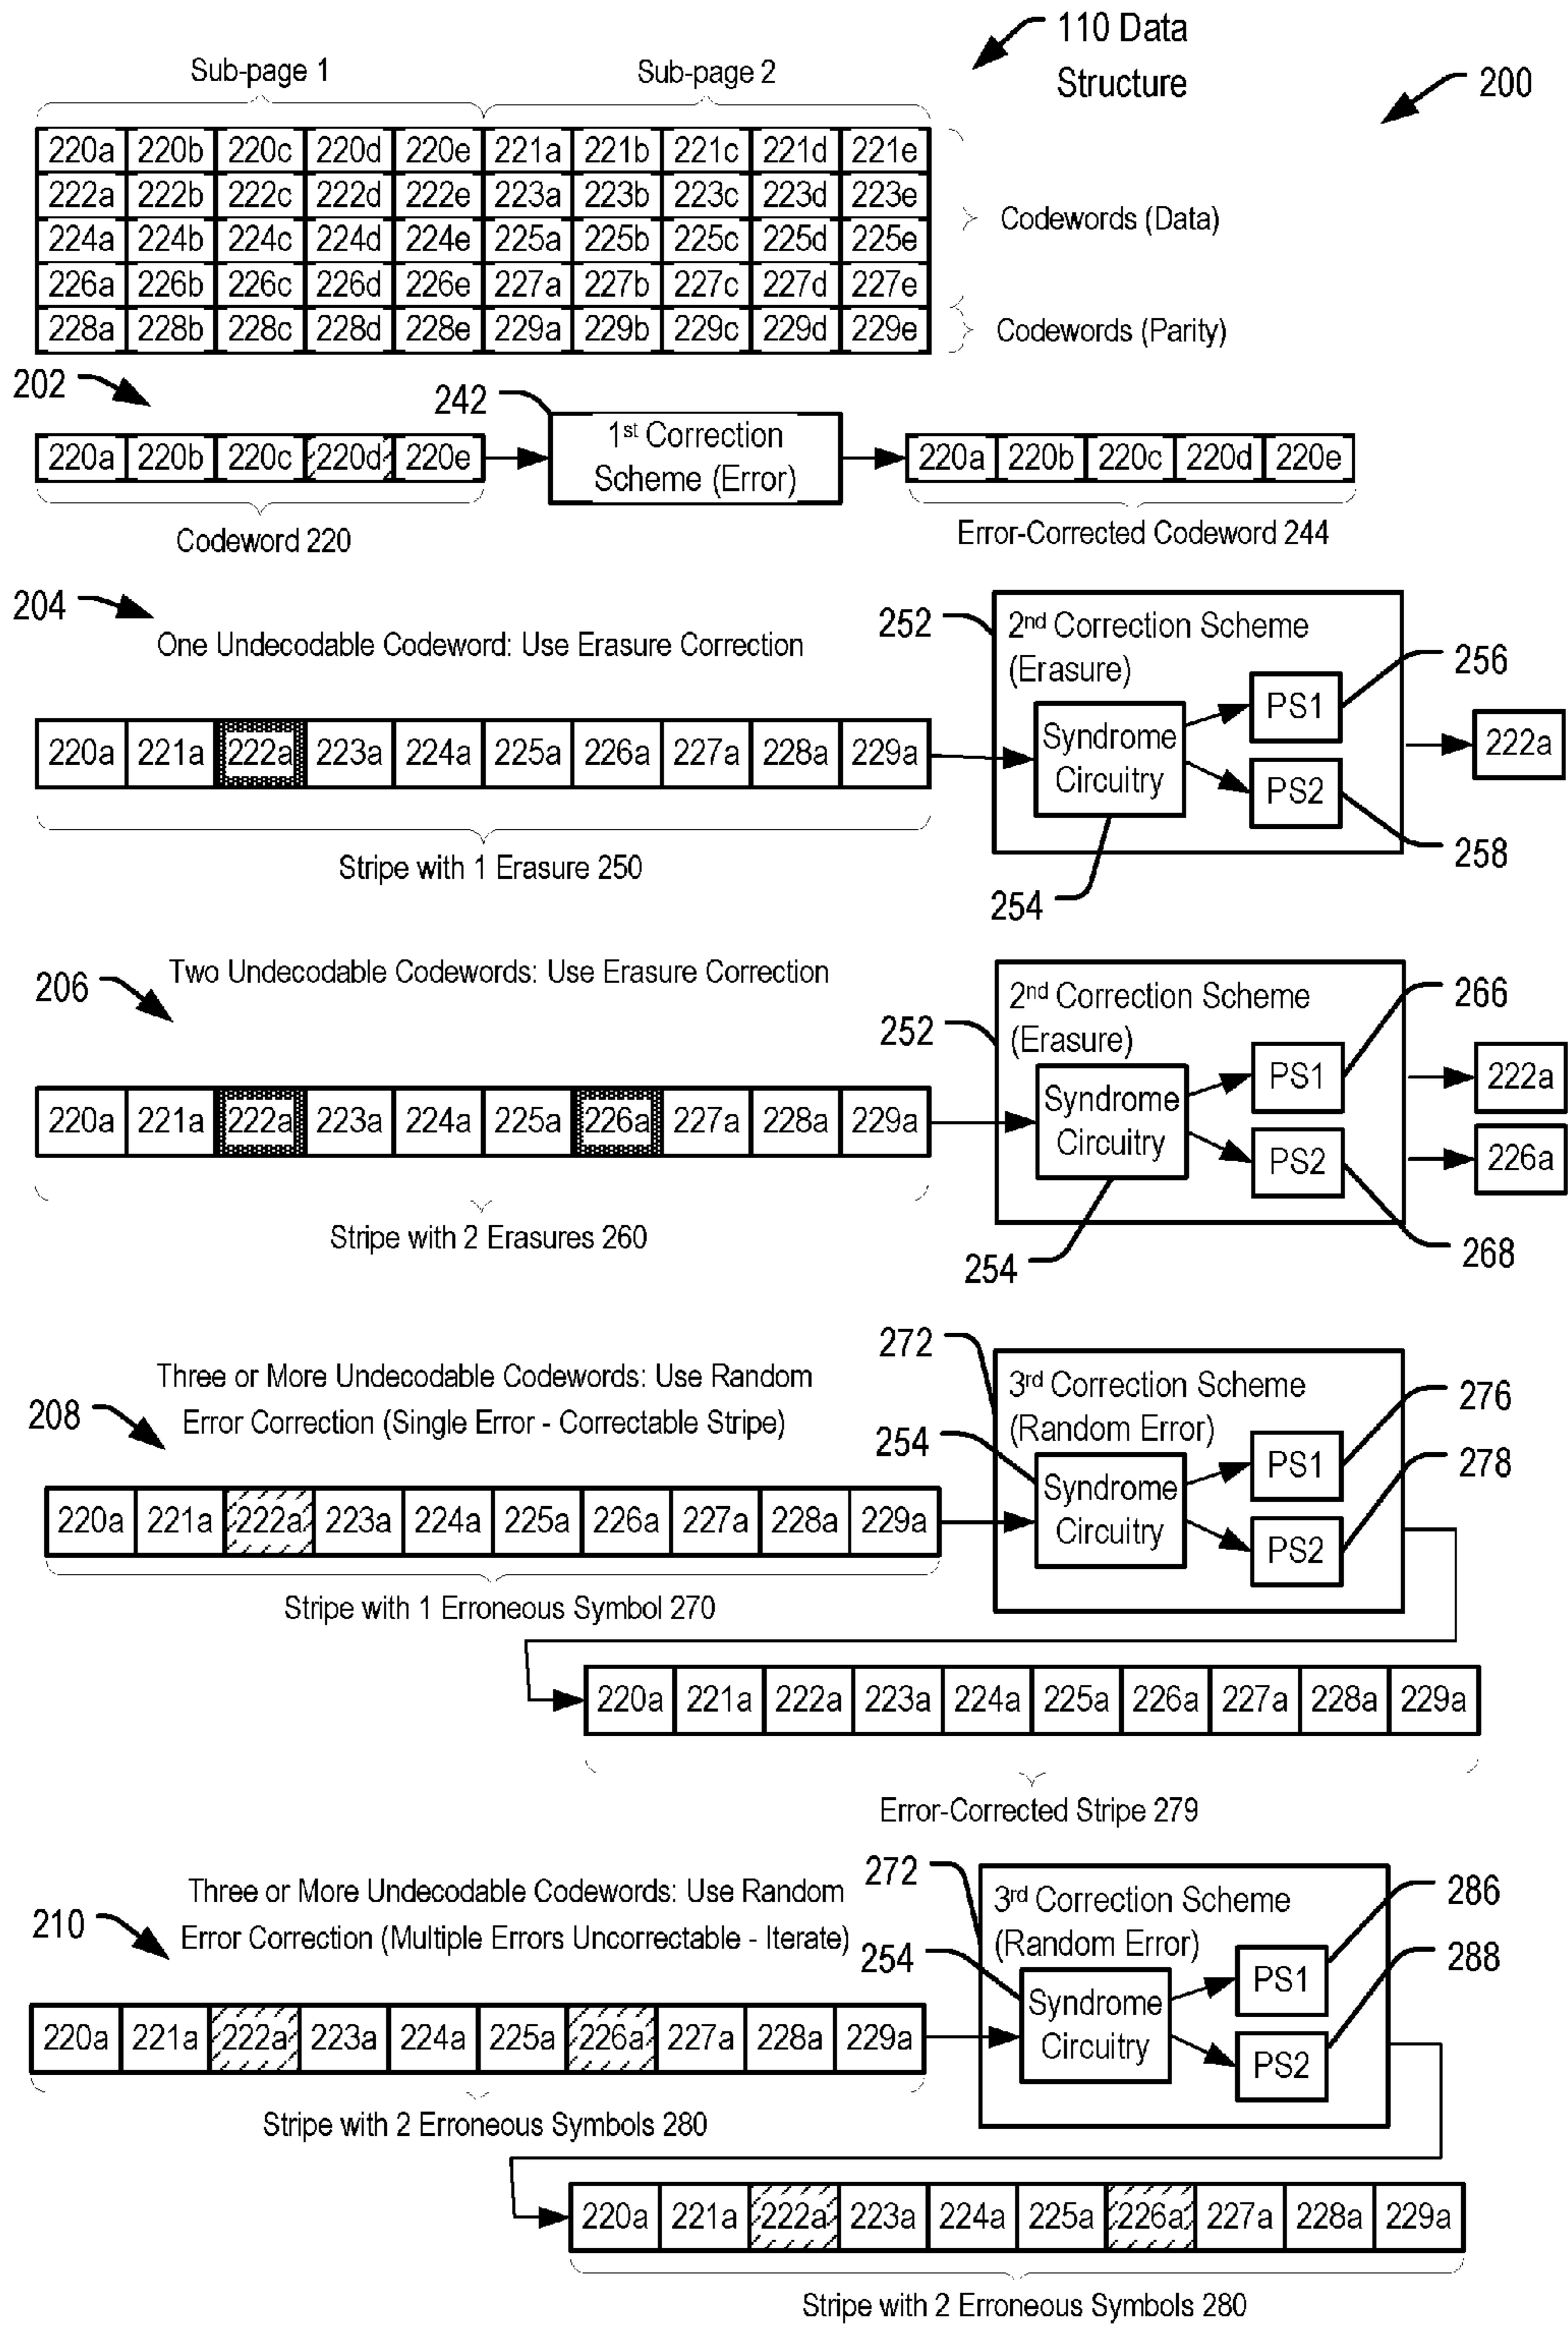 110 Data
Structure
200
Sub-page 1
Sub-page 2
220a 220b 220c 220d 220e 221a 221b 221c 221d 221e
222a 222b 222c 222d 222e 223a 223b 223c 223d 223e
224a 224b 224c 224d 224e 225a 225b 225c 225d 225e
226a 226b 226c 226d 226e 227a 227b 227c 227d 227e
228a 228b 228c 228d 228e 229a 229b 229c 229d 229e
Codewords (Data)
Codewords (Parity)
202
242
220a 220b 220c 220d 220e
1st Correction
Scheme (Error)
220a 220b 220c 220d 220e
Codeword 220
Error-Corrected Codeword 244
204
One Undecodable Codeword: Use Erasure Correction
252
2nd Correction Scheme
(Erasure)
256
220a 221a 222a 223a 224a 225a 226a 227a 228a 229a
Syndrome
Circuitry
PS1
PS2
222a
258
Stripe with 1 Erasure 250
254
206
Two Undecodable Codewords: Use Erasure Correction
252
2nd Correction Scheme
(Erasure)
266
220a 221a 222a 223a 224a 225a 226a 227a 228a 229a
Syndrome
Circuitry
PS1
PS2
222a
226a
268
Stripe with 2 Erasures 260
254
208
Three or More Undecodable Codewords: Use Random
Error Correction (Single Error - Correctable Stripe)
272
3rd Correction Scheme
(Random Error)
276
254
278
220a 221a 222a 223a 224a 225a 226a 227a 228a 229a
Syndrome
Circuitry
PS1
PS2
Stripe with 1 Erroneous Symbol 270
220a 221a 222a 223a 224a 225a 226a 227a 228a 229a
Error-Corrected Stripe 279
210
Three or More Undecodable Codewords: Use Random
Error Correction (Multiple Errors Uncorrectable - Iterate)
272
3rd Correction Scheme
(Random Error)
286
254
288
220a 221a 222a 223a 224a 225a 226a 227a 228a 229a
Syndrome
Circuitry
PS1
PS2
Stripe with 2 Erroneous Symbols 280
220a 221a 222a 223a 224a 225a 226a 227a 228a 229a
Stripe with 2 Erroneous Symbols 280